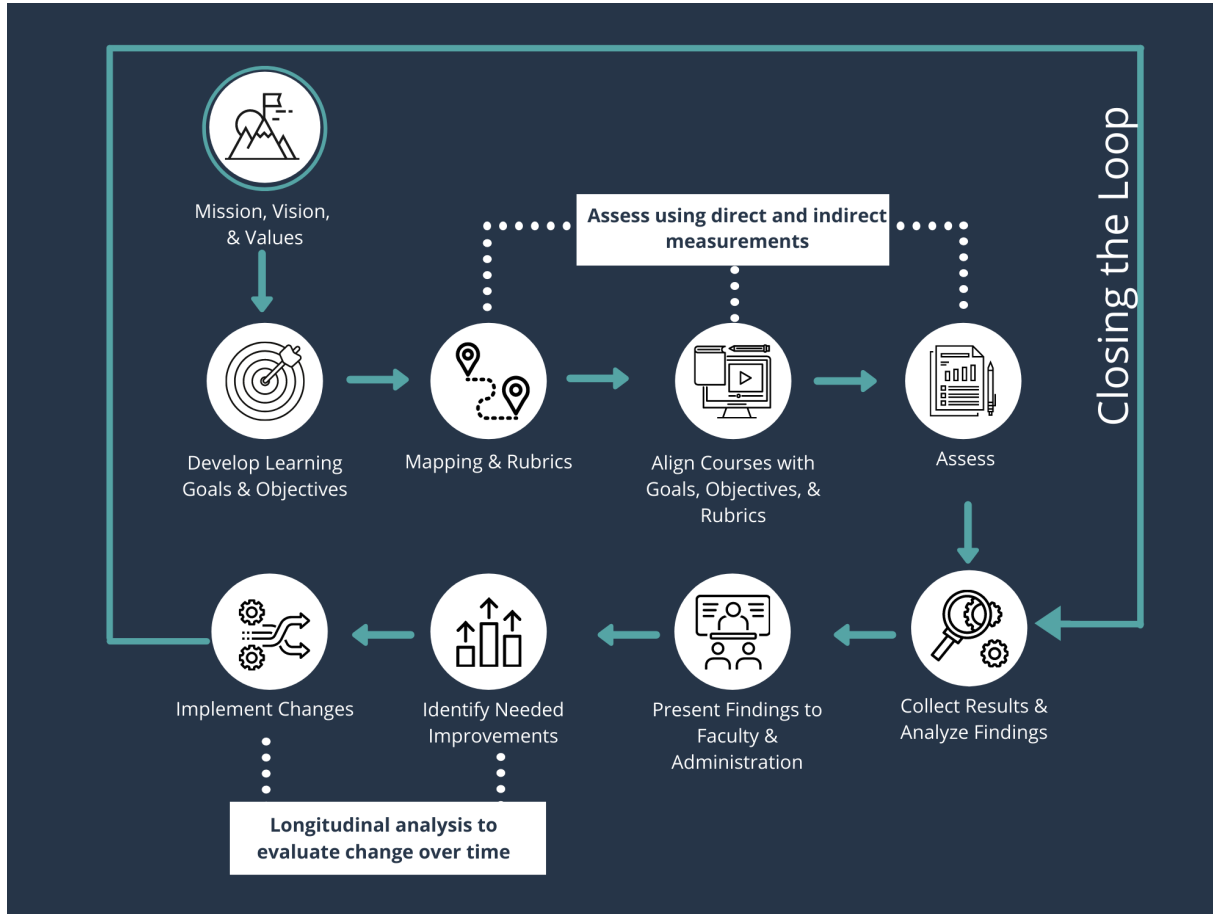 Mission, Vision,
& Values
Closing the Loop
Assess using direct and indirect
measurements
Develop Learning
Goals & Objectives
Mapping & Rubrics
Align Courses with
Goals, Objectives, &
Rubrics
Assess
Implement Changes
Identify Needed
Improvements
Present Findings to
Faculty &
Administration
Collect Results &
Analyze Findings
Longitudinal analysis to
evaluate change over time